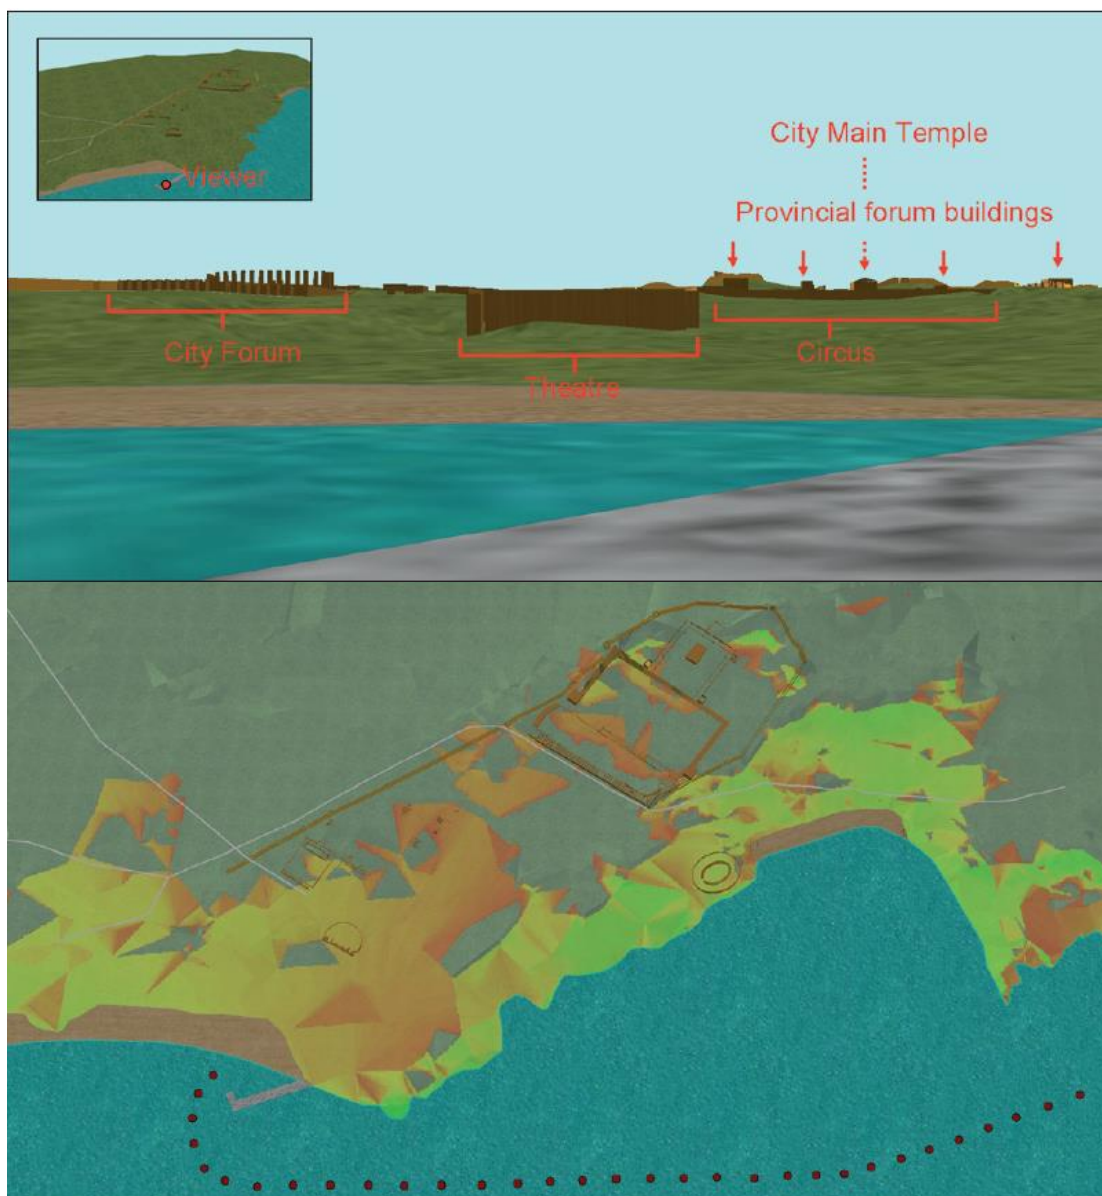 Viewer
City Main Temple
Provincial forum buildings
City Forum
Theatre
Circus